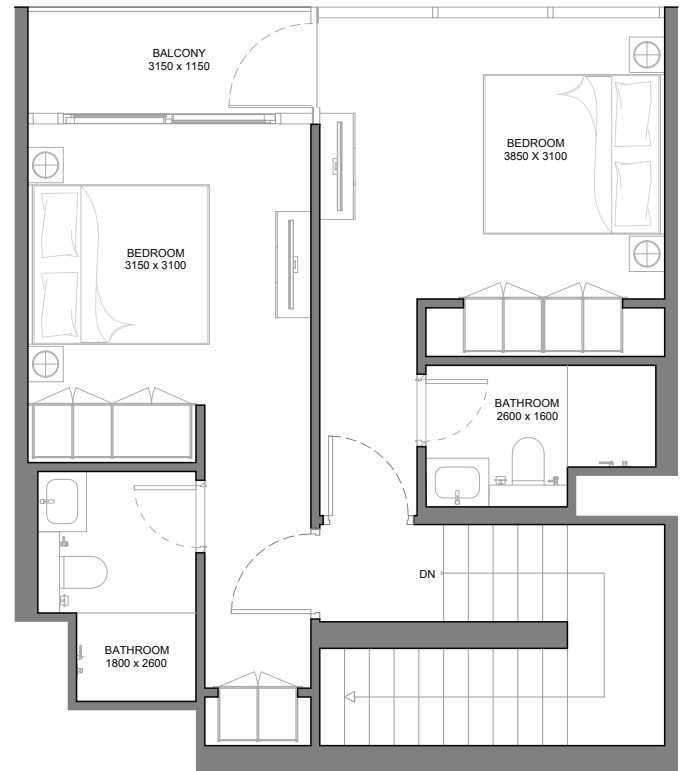 BALCONY
3150 x 1150
BEDROOM
3850 X 3100
BEDROOM
3150 x 3100
BATHROOM
2600 x 1600
DN
BATHROOM
1800 x 2600